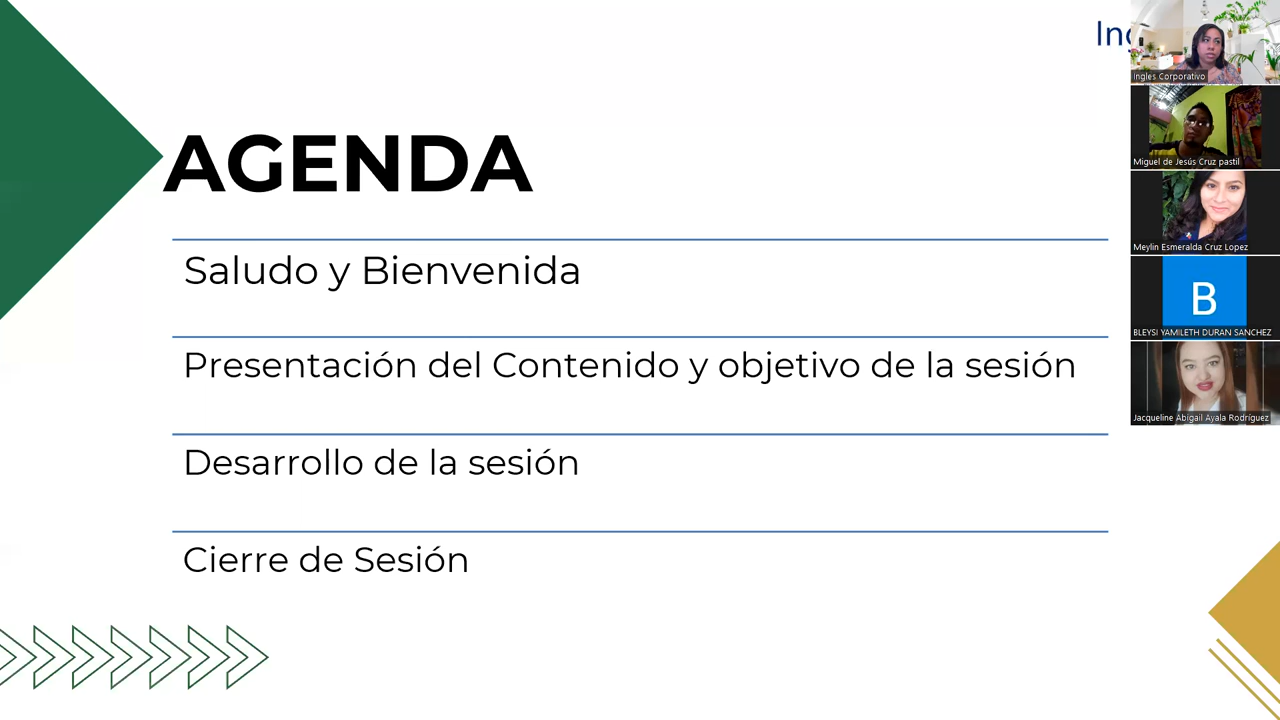 AGENDA
Saludo y Bienvenida
Presentación del Contenido y objetivo de la sesión
Desarrollo de la sesión
Cierre de Sesión
Ingles Corporativo
Miguel de Jesús Cruz pastil
Meylin Esmeralda Cruz Lopez
B
BLEYSI YAMILETH DURAN SANCHEZ
Jacqueline Abigail Ayala Rodríguez